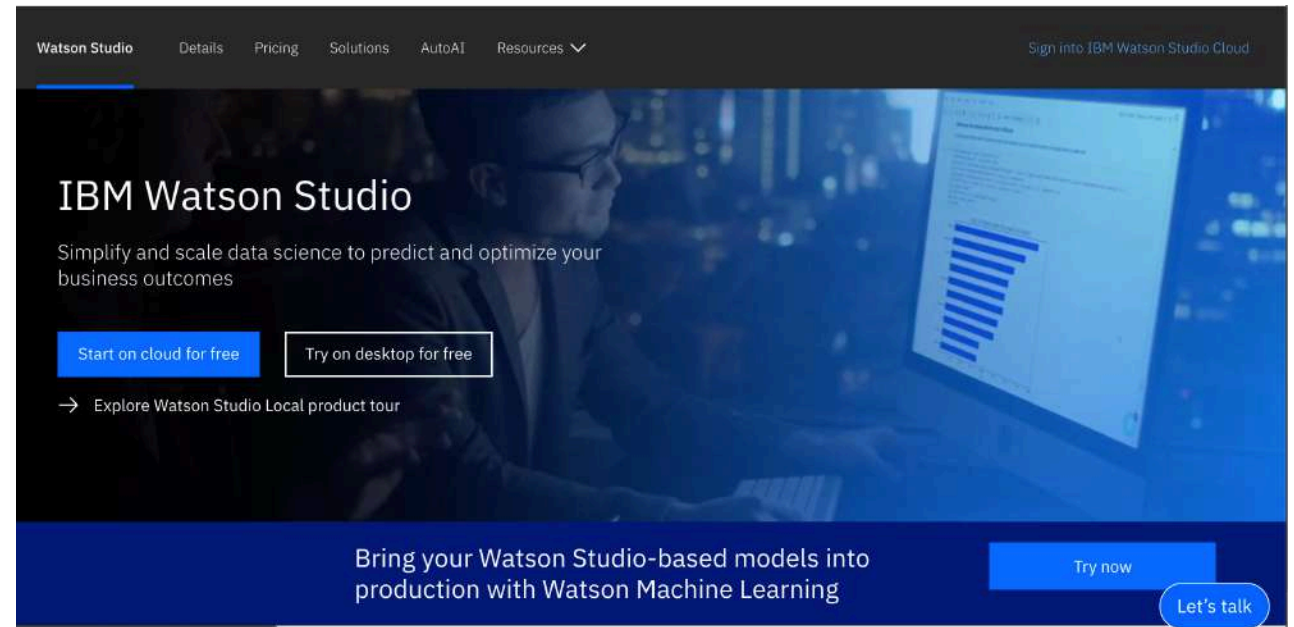 Watson Studio Details Pricing Solutions AutoAI Resources Sign into IBM Watson Studio Cloud
IBM Watson Studio
Simplify and scale data science to predict and optimize your
business outcomes
Start on cloud for free Try on desktop for free
→ Explore Watson Studio Local product tour
Bring your Watson Studio-based models into
production with Watson Machine Learning
Try now
Let's talk